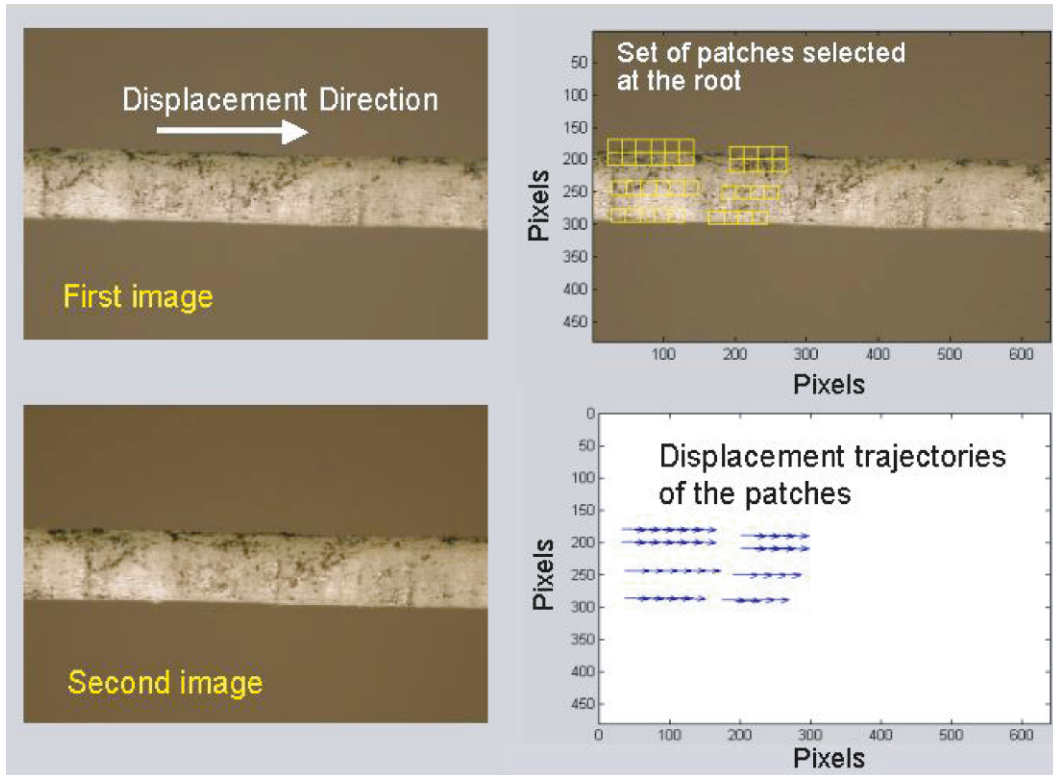 Displacement Direction
First image
Set of patches selected
at the root
Pixels
50
100
150
200
250
300
350
400
450
100
200
300
400
500
600
Pixels
Second image
Displacement trajectories
of the patches
Pixels
0
50
100
150
200
250
300
350
400
450
0
100
200
300
400
500
600
Pixels